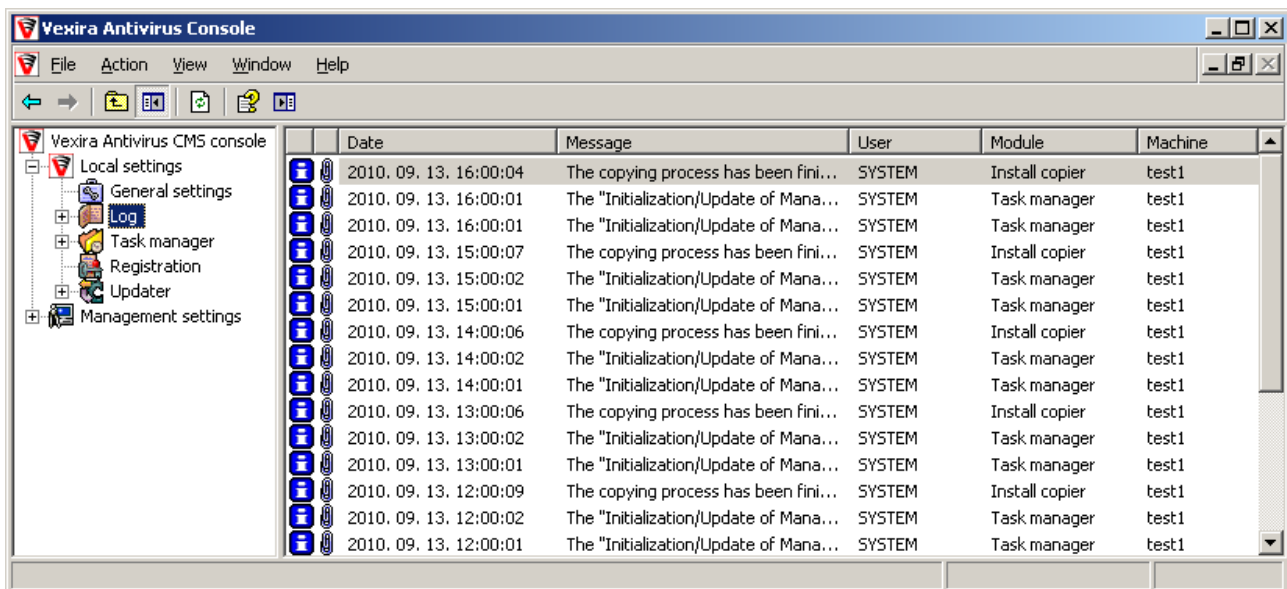 Vexira Antivirus Console
File Action View Window Help
Vexira Antivirus CMS console
Local settings
General settings
Log
Task manager
Registration
Updater
Management settings
Date Message User Module Machine
2010. 09. 13. 16:00:04 The copying process has been fini... SYSTEM Install copier test1
2010. 09. 13. 16:00:01 The "Initialization/Update of Mana... SYSTEM Task manager test1
2010. 09. 13. 16:00:01 The "Initialization/Update of Mana... SYSTEM Task manager test1
2010. 09. 13. 15:00:07 The copying process has been fini... SYSTEM Install copier test1
2010. 09. 13. 15:00:02 The "Initialization/Update of Mana... SYSTEM Task manager test1
2010. 09. 13. 15:00:01 The "Initialization/Update of Mana... SYSTEM Task manager test1
2010. 09. 13. 14:00:06 The copying process has been fini... SYSTEM Install copier test1
2010. 09. 13. 14:00:02 The "Initialization/Update of Mana... SYSTEM Task manager test1
2010. 09. 13. 14:00:01 The "Initialization/Update of Mana... SYSTEM Task manager test1
2010. 09. 13. 13:00:06 The copying process has been fini... SYSTEM Install copier test1
2010. 09. 13. 13:00:02 The "Initialization/Update of Mana... SYSTEM Task manager test1
2010. 09. 13. 13:00:01 The "Initialization/Update of Mana... SYSTEM Task manager test1
2010. 09. 13. 12:00:09 The copying process has been fini... SYSTEM Install copier test1
2010. 09. 13. 12:00:02 The "Initialization/Update of Mana... SYSTEM Task manager test1
2010. 09. 13. 12:00:01 The "Initialization/Update of Mana... SYSTEM Task manager test1